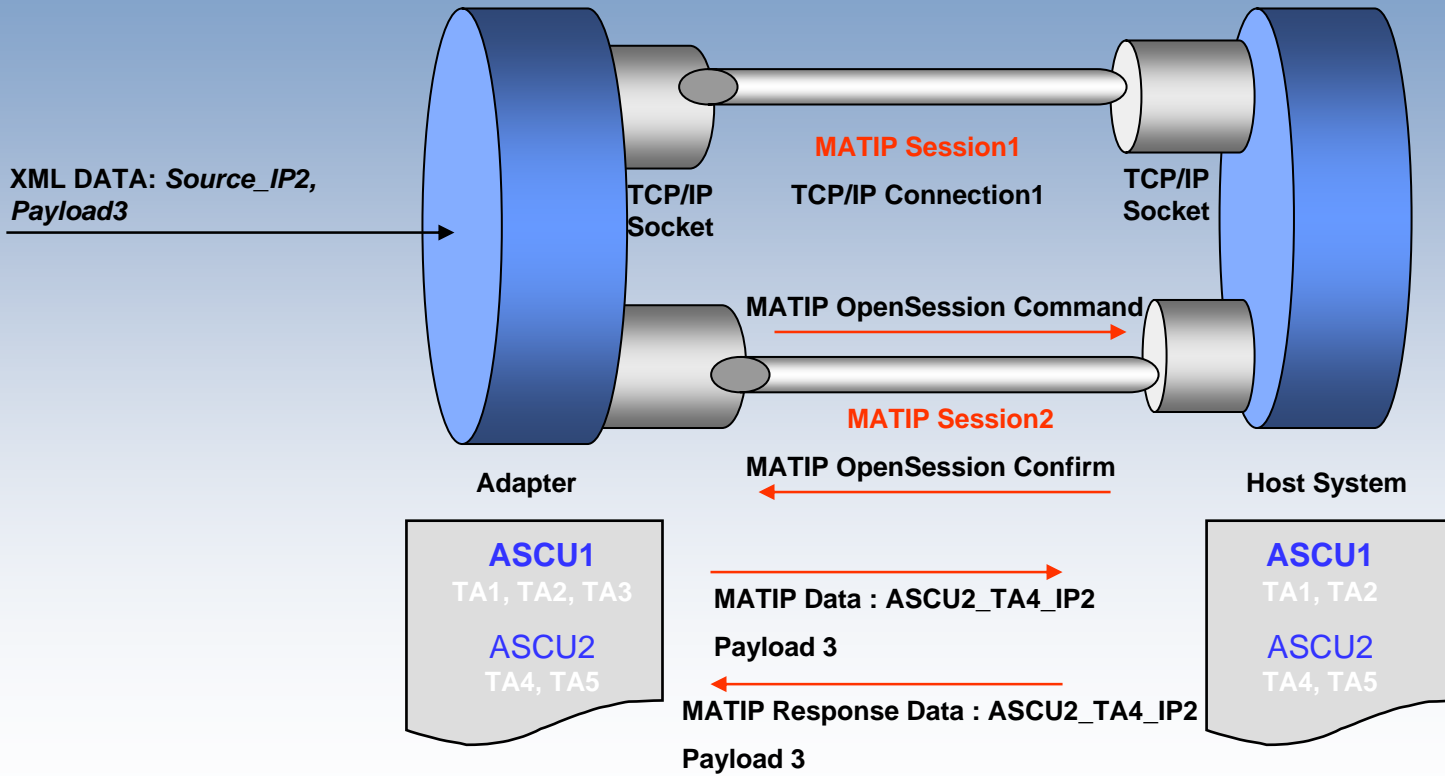 XML DATA: Source_IP2,
Payload3
TCP/IP
Socket
MATIP Session1
TCP/IP Connection1
TCP/IP
Socket
MATIP OpenSession Command
MATIP Session2
MATIP OpenSession Confirm
Adapter
Host System
ASCU1
TA1, TA2, TA3
ASCU2
TA4, TA5
MATIP Data : ASCU2_TA4_IP2
Payload 3
MATIP Response Data : ASCU2_TA4_IP2
Payload 3
ASCU1
TA1, TA2
ASCU2
TA4, TA5